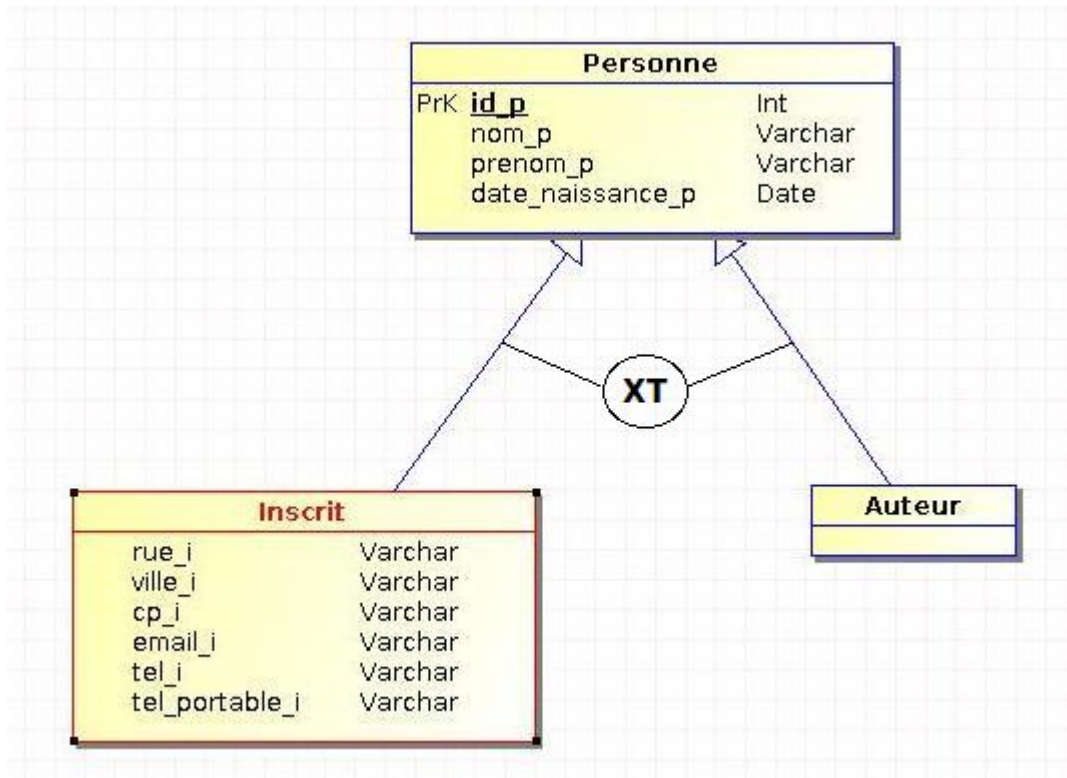 Personne
PrK id_p Int
nom_p Varchar
prenom_p Varchar
date_naissance_p Date
XT
Inscrit
rue_i Varchar
ville_i Varchar
cp_i Varchar
email_i Varchar
tel_i Varchar
tel_portable_i Varchar
Auteur